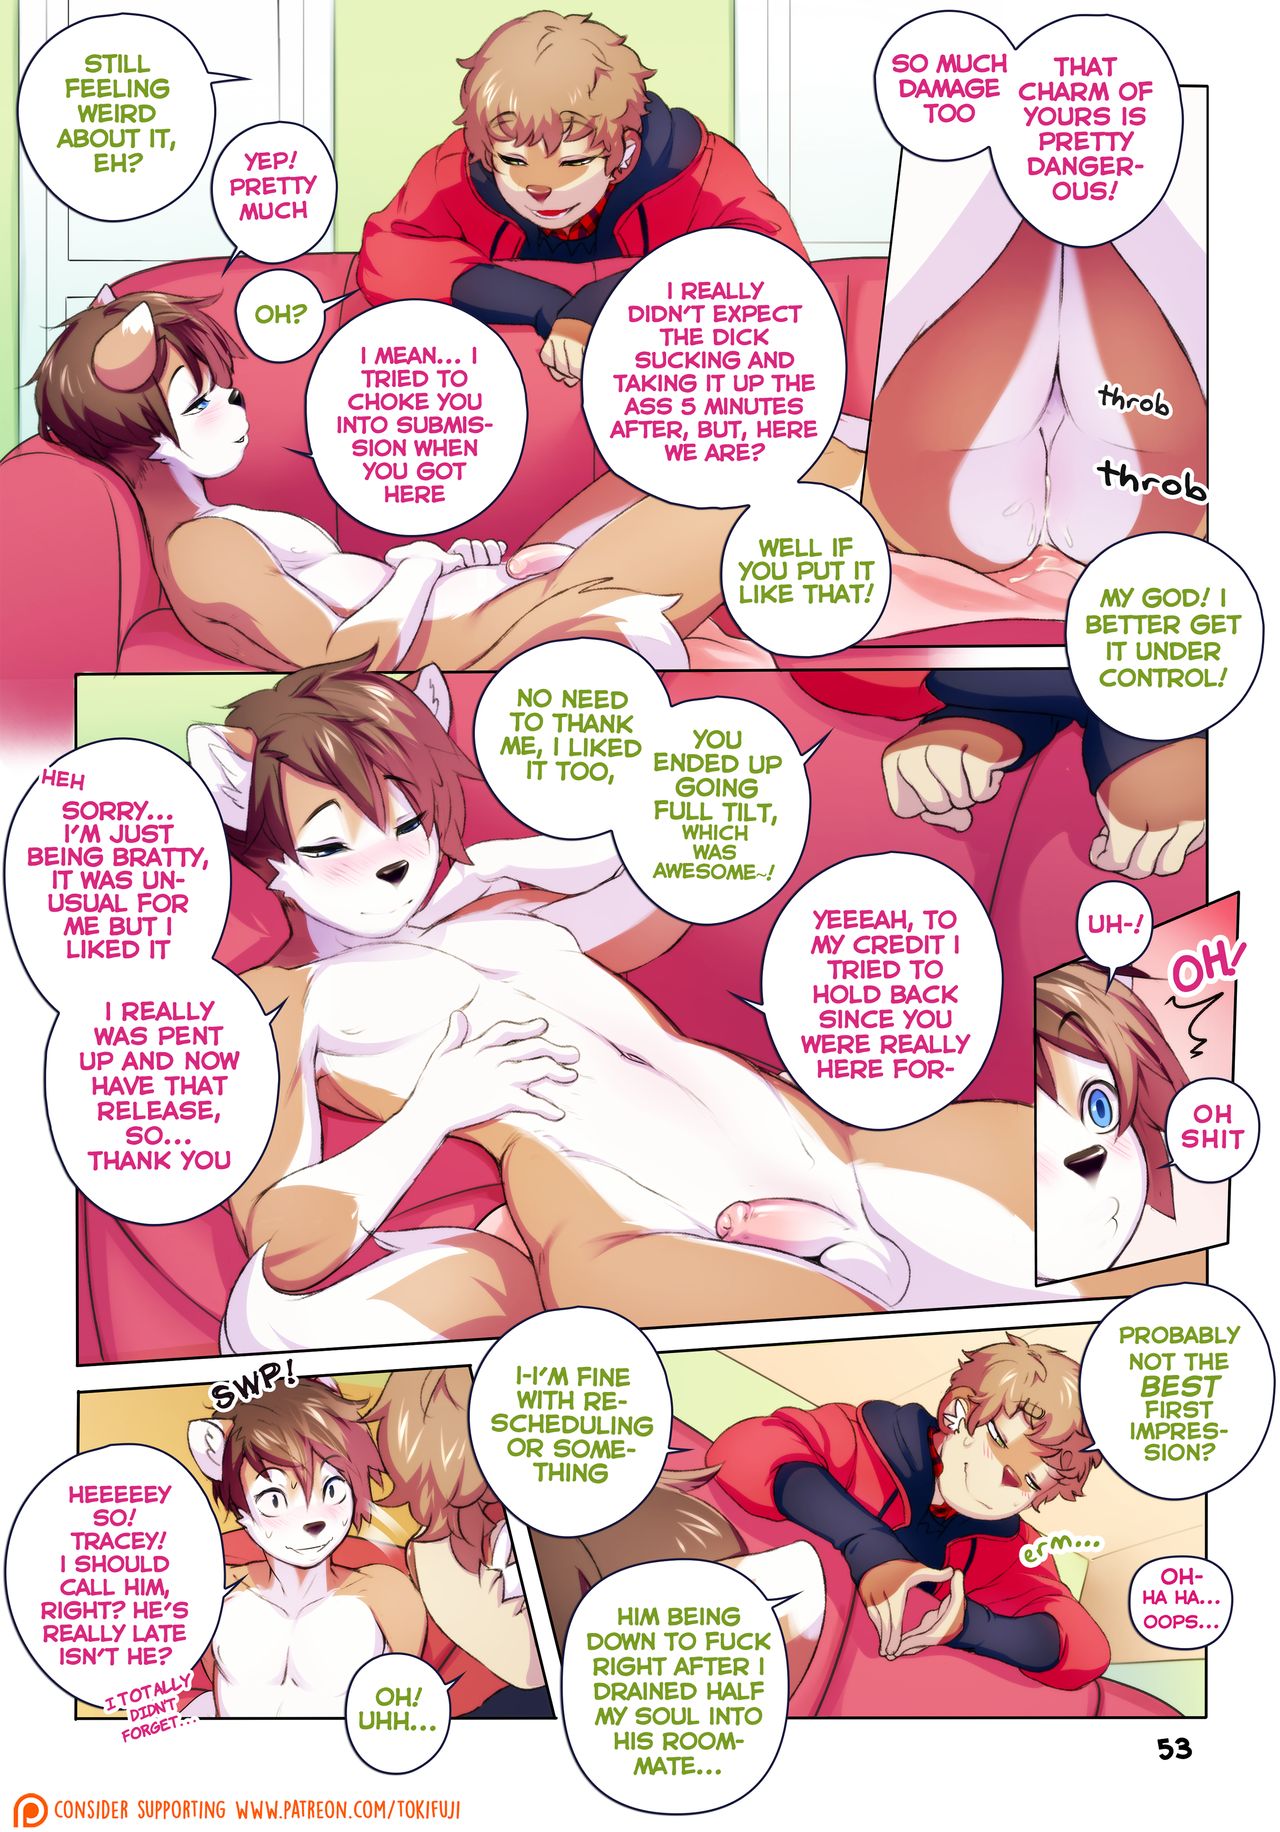 STILL
FEELING
WEIRD
ABOUT IT,
EH?
YEP!
PRETTY
MUCH
OH?
I MEAN... I
TRIED TO
CHOKE YOU
INTO SUBMIS-
SION WHEN
YOU GOT
HERE
I REALLY
DIDN'T EXPECT
THE DICK
SUCKING AND
TAKING IT UP THE
ASS 5 MINUTES
AFTER, BUT, HERE
WE ARE?
WELL IF
YOU PUT IT
LIKE THAT!
SO MUCH
DAMAGE
TOO
THAT
CHARM OF
YOURS IS
PRETTY
DANGER-
OUS!
throb
throb
MY GOD! I
BETTER GET
IT UNDER
CONTROL!
HEH
SORRY...
I'M JUST
BEING BRATTY,
IT WAS UN-
USUAL FOR
ME BUT I
LIKED IT
I REALLY
WAS PENT
UP AND NOW
HAVE THAT
RELEASE,
SO...
THANK YOU
NO NEED
TO THANK
ME, I LIKED
IT TOO,
YOU
ENDED UP
GOING
FULL TILT,
WHICH
WAS
AWESOME~!
YEEEAH, TO
MY CREDIT I
TRIED TO
HOLD BACK
SINCE YOU
WERE REALLY
HERE FOR-
UH-!
OH!
OH
SHIT
SWP!
HEEEEEY
SO!
TRACEY!
I SHOULD
CALL HIM,
RIGHT? HE'S
REALLY LATE
ISN'T HE?
I TOTALLY
DIDN'T
FORGET...
OH!
UHH...
I-I'M FINE
WITH RE-
SCHEDULING
OR SOME-
THING
HIM BEING
DOWN TO FUCK
RIGHT AFTER I
DRAINED HALF
MY SOUL INTO
HIS ROOM-
MATE...
PROBABLY
NOT THE
BEST
FIRST
IMPRES-
SION?
erm...
OH-
HA HA...
OOPS...
53
CONSIDER SUPPORTING WWW.PATREON.COM/TOKIFUJI